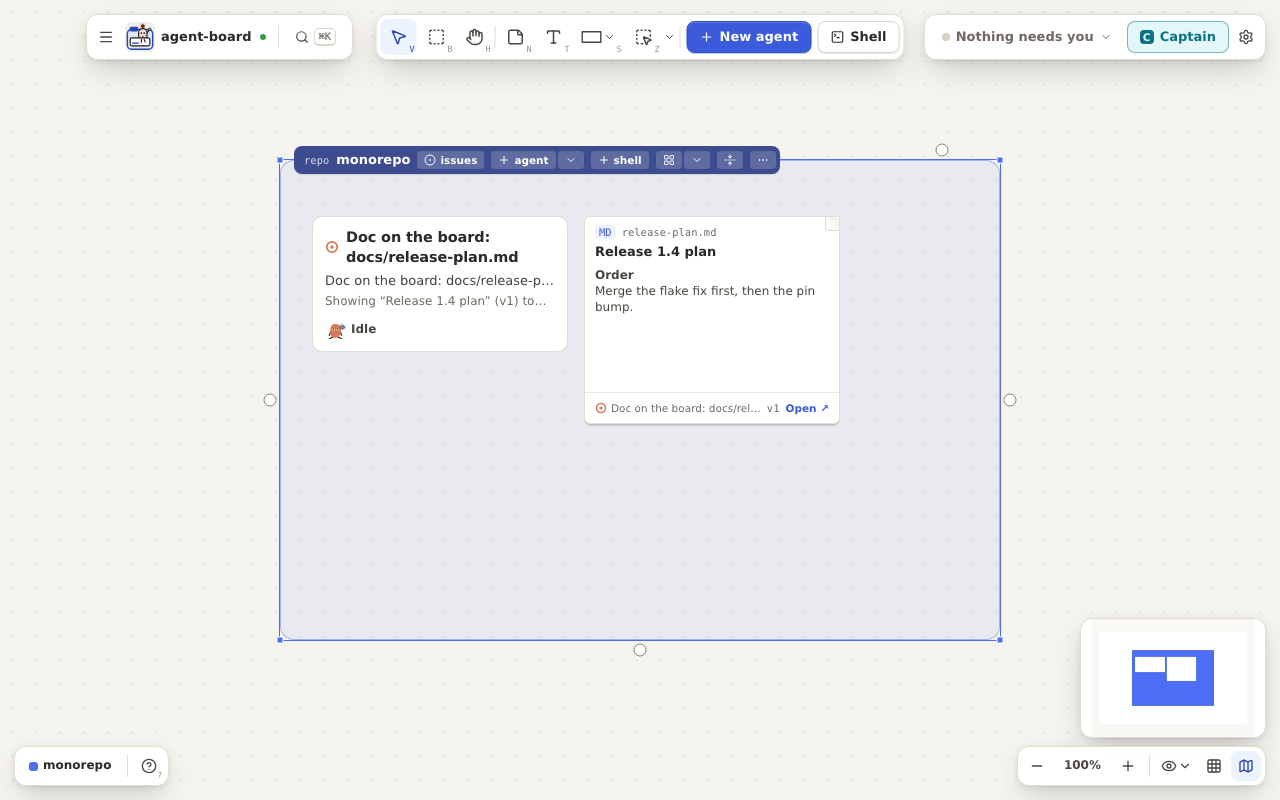 agent-board
⌘K
V
B
H
N
T
S
Z
New agent
Shell
Nothing needs you
C Captain
repo monorepo
issues
agent
shell
Doc on the board:
docs/release-plan.md
Doc on the board: docs/release-p…
Showing “Release 1.4 plan” (v1) to…
Idle
MD release-plan.md
Release 1.4 plan
Order
Merge the flake fix first, then the pin
bump.
Doc on the board: docs/rel… v1 Open ↗
monorepo
?
100%